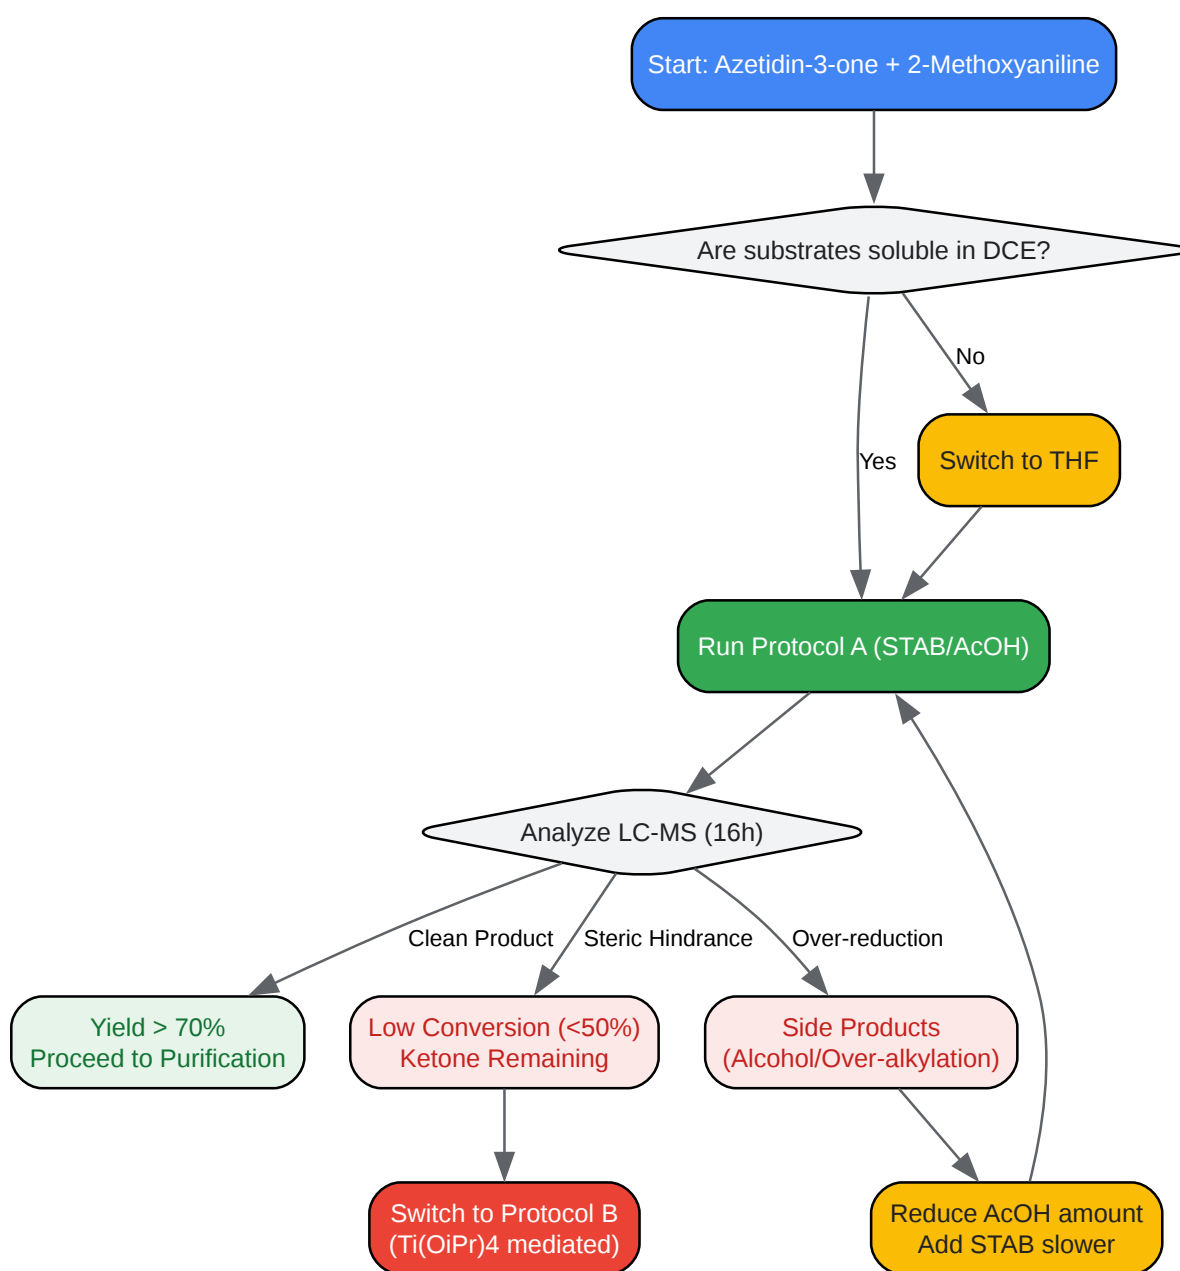 Start: Azetidin-3-one + 2-Methoxyaniline
Are substrates soluble in DCE?
No
Yes
Switch to THF
Run Protocol A (STAB/AcOH)
Analyze LC-MS (16h)
Clean Product
Steric Hindrance
Over-reduction
Yield > 70%
Proceed to Purification
Low Conversion (<50%)
Ketone Remaining
Side Products
(Alcohol/Over-alkylation)
Switch to Protocol B
(Ti(OiPr)4 mediated)
Reduce AcOH amount
Add STAB slower